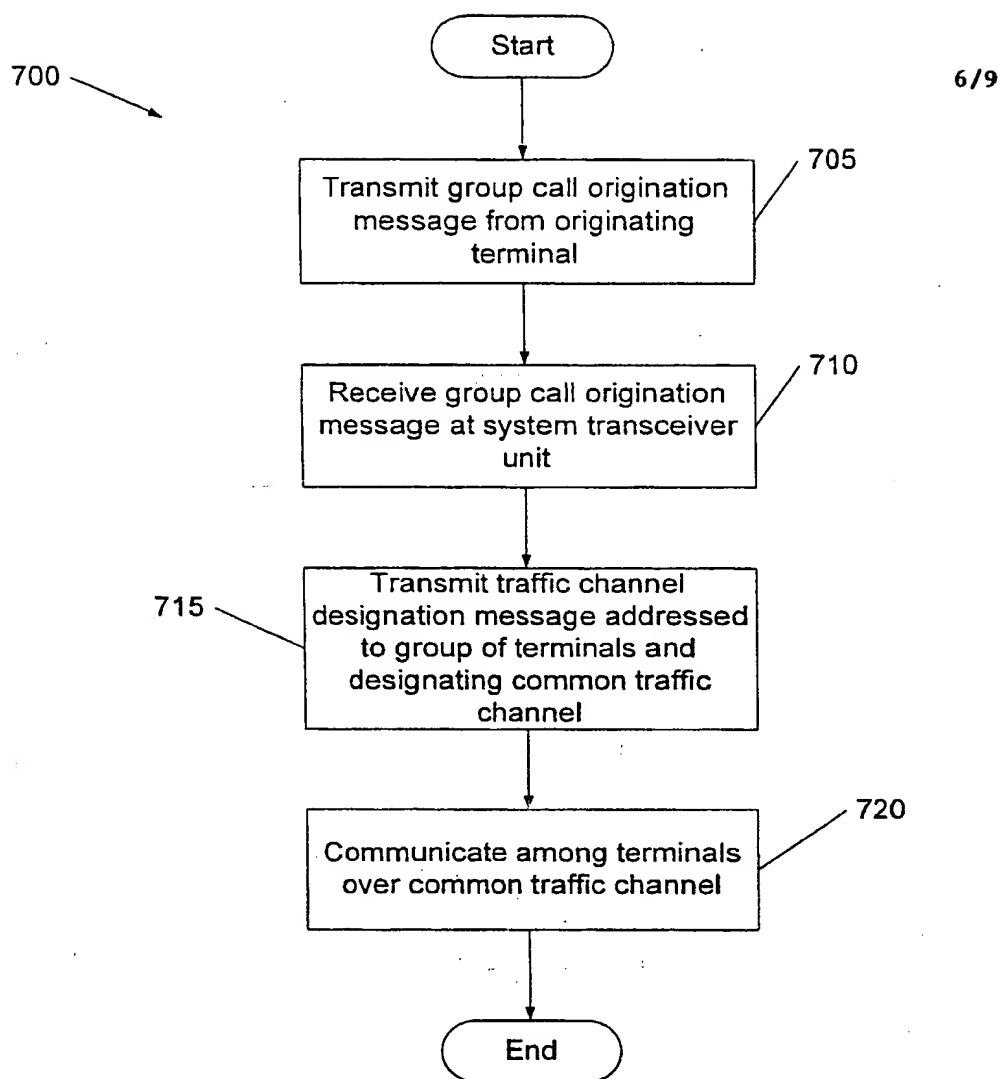 Start
700
6/9
705
Transmit group call origination
message from originating
terminal
710
Receive group call origination
message at system transceiver
unit
715
Transmit traffic channel
designation message addressed
to group of terminals and
designating common traffic
channel
720
Communicate among terminals
over common traffic channel
End